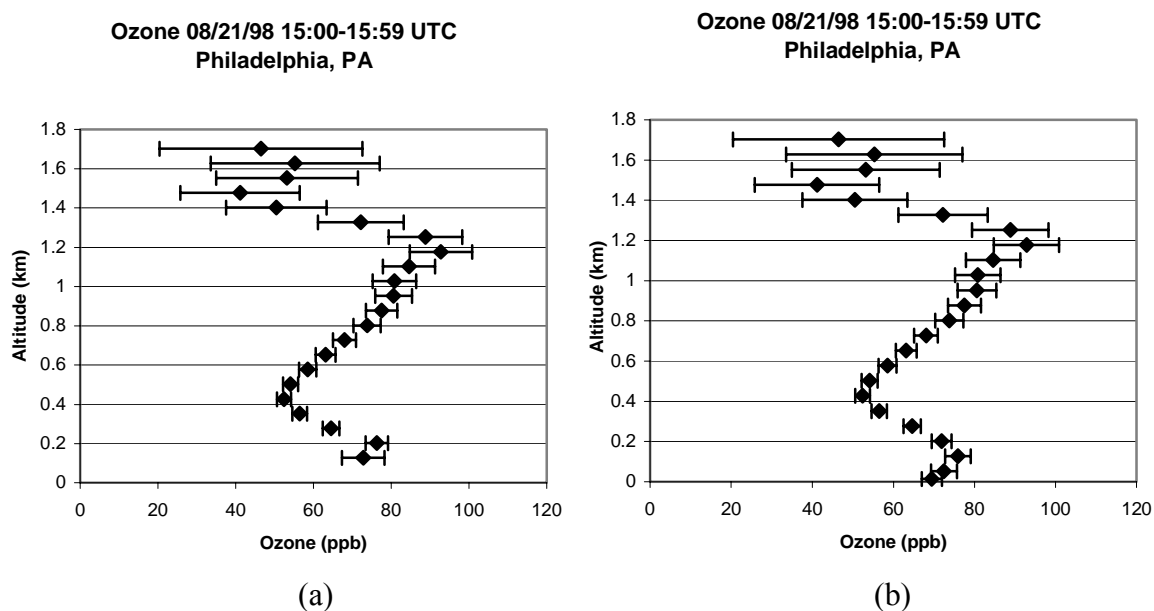 Ozone 08/21/98 15:00-15:59 UTC
Philadelphia, PA
1.8
1.6
1.4
1.2
1
0.8
0.6
0.4
0.2
0
Altitude (km)
0 20 40 60 80 100 120
Ozone (ppb)
(a)
Ozone 08/21/98 15:00-15:59 UTC
Philadelphia, PA
1.8
1.6
1.4
1.2
1
0.8
0.6
0.4
0.2
0
Altitude (km)
0 20 40 60 80 100 120
Ozone (ppb)
(b)